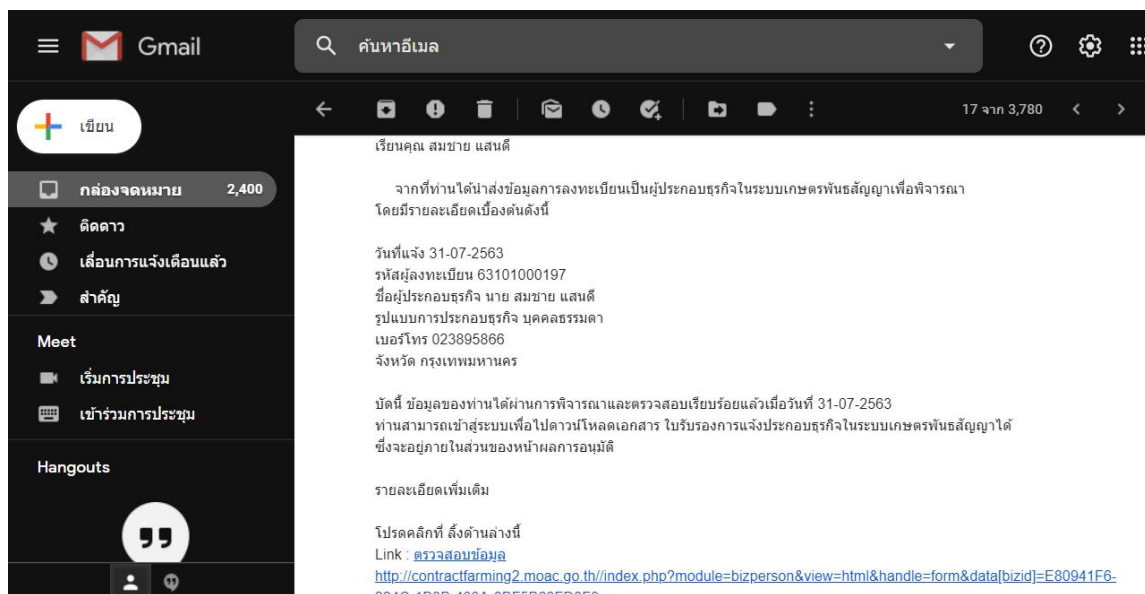 Gmail
ค้นหาอีเมล
เขียน
17 จาก 3,780
กล่องจดหมาย 2,400
ติดดาว
เลื่อนการแจ้งเตือนแล้ว
สำคัญ
Meet
เริ่มการประชุม
เข้าร่วมการประชุม
Hangouts
เรียนคุณ สมชาย แสนดี
จากที่ท่านได้นำส่งข้อมูลการลงทะเบียนเป็นผู้ประกอบธุรกิจในระบบเกษตรพันธสัญญาเพื่อพิจารณา
โดยมีรายละเอียดเบื้องต้นดังนี้
วันที่แจ้ง 31-07-2563
รหัสผู้ลงทะเบียน 63101000197
ชื่อผู้ประกอบธุรกิจ นาย สมชาย แสนดี
รูปแบบการประกอบธุรกิจ บุคคลธรรมดา
เบอร์โทร 023895866
จังหวัด กรุงเทพมหานคร
บัดนี้ ข้อมูลของท่านได้ผ่านการพิจารณาและตรวจสอบเรียบร้อยแล้วเมื่อวันที่ 31-07-2563
ท่านสามารถเข้าสู่ระบบเพื่อไปดาวน์โหลดเอกสาร ใบรับรองการแจ้งประกอบธุรกิจในระบบเกษตรพันธสัญญาได้
ซึ่งจะอยู่ภายในส่วนของหน้าผลการอนุมัติ
รายละเอียดเพิ่มเติม
โปรดคลิกที่ ลิ้งด้านล่างนี้
Link : ตรวจสอบข้อมูล
http://contractfarming2.moac.go.th//index.php?module=bizperson&view=html&handle=form&data[bizid]=E80941F6-